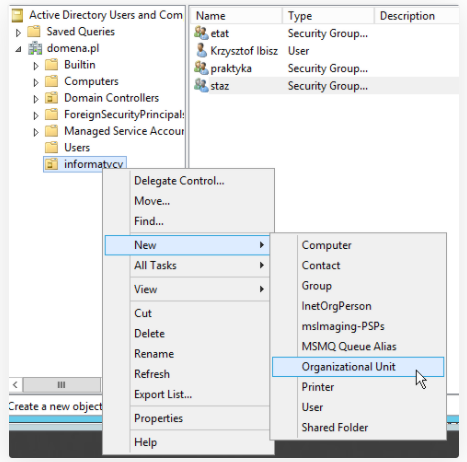 Active Directory Users and Com
Saved Queries
domena.pl
Builtin
Computers
Domain Controllers
ForeignSecurityPrincipals
Managed Service Accour
Users
informatycy
Name Type Description
etat Security Group...
Krzysztof Ibisz User
praktyka Security Group...
staz Security Group...
Delegate Control...
Move...
Find...
New
All Tasks
View
Cut
Delete
Rename
Refresh
Export List...
Properties
Help
Computer
Contact
Group
InetOrgPerson
msImaging-PSPs
MSMQ Queue Alias
Organizational Unit
Printer
User
Shared Folder
Create a new object